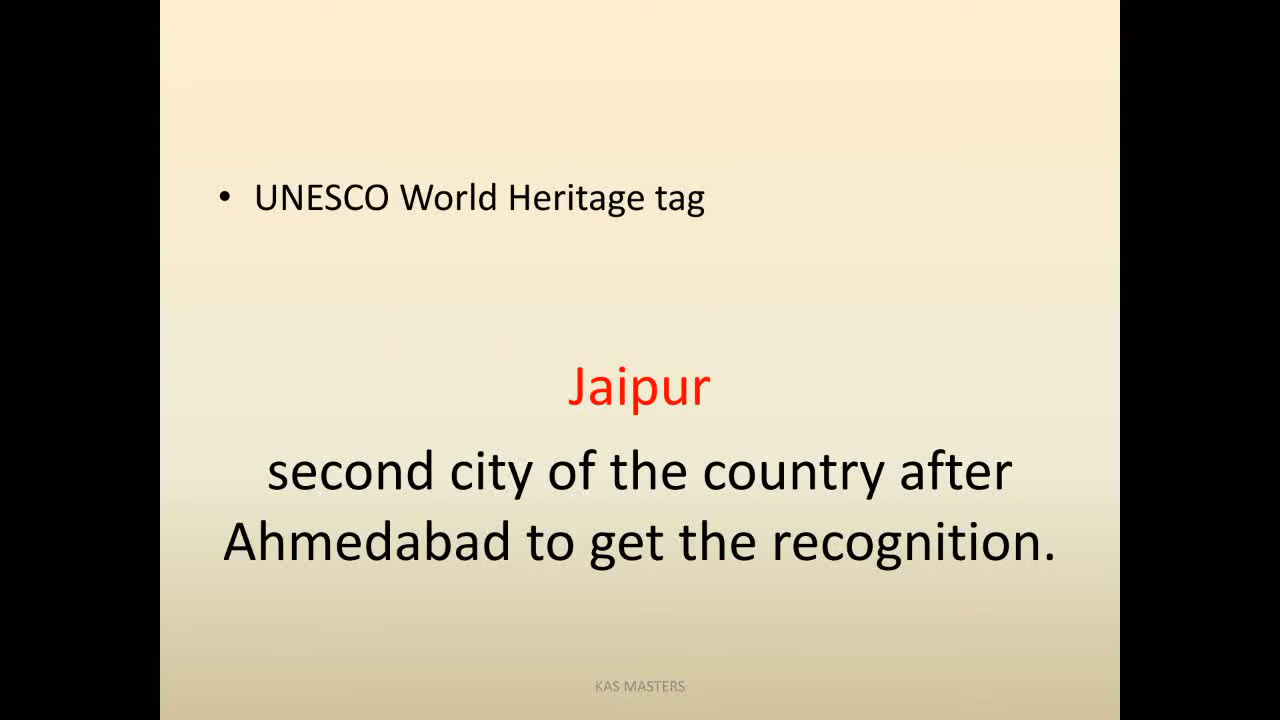 • UNESCO World Heritage tag
Jaipur
second city of the country after
Ahmedabad to get the recognition.
KAS MASTERS